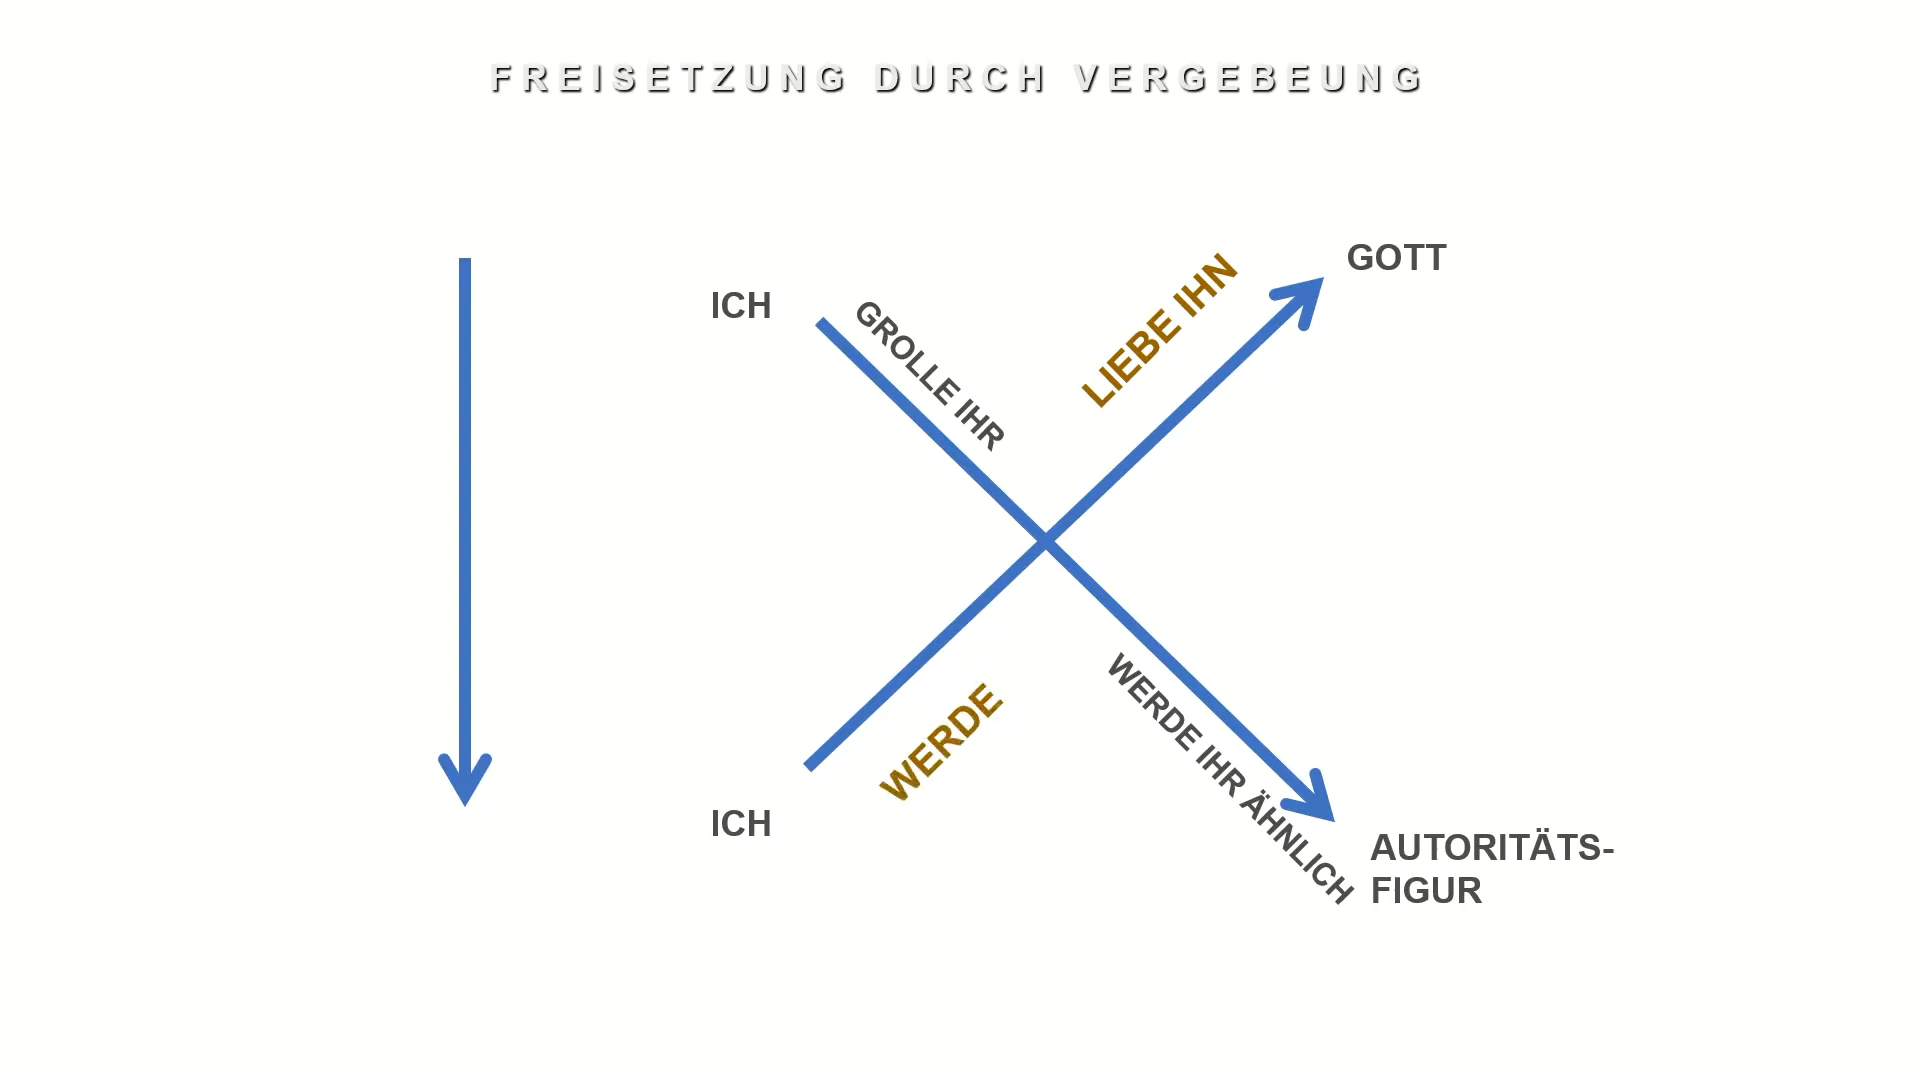 FREISETZUNG DURCH VERGEBEUNG
GOTT
ICH
GROLLE IHR
LIEBE IHN
WERDE
WERDE IHR ÄHNLICH
ICH
AUTORITÄTS-
FIGUR